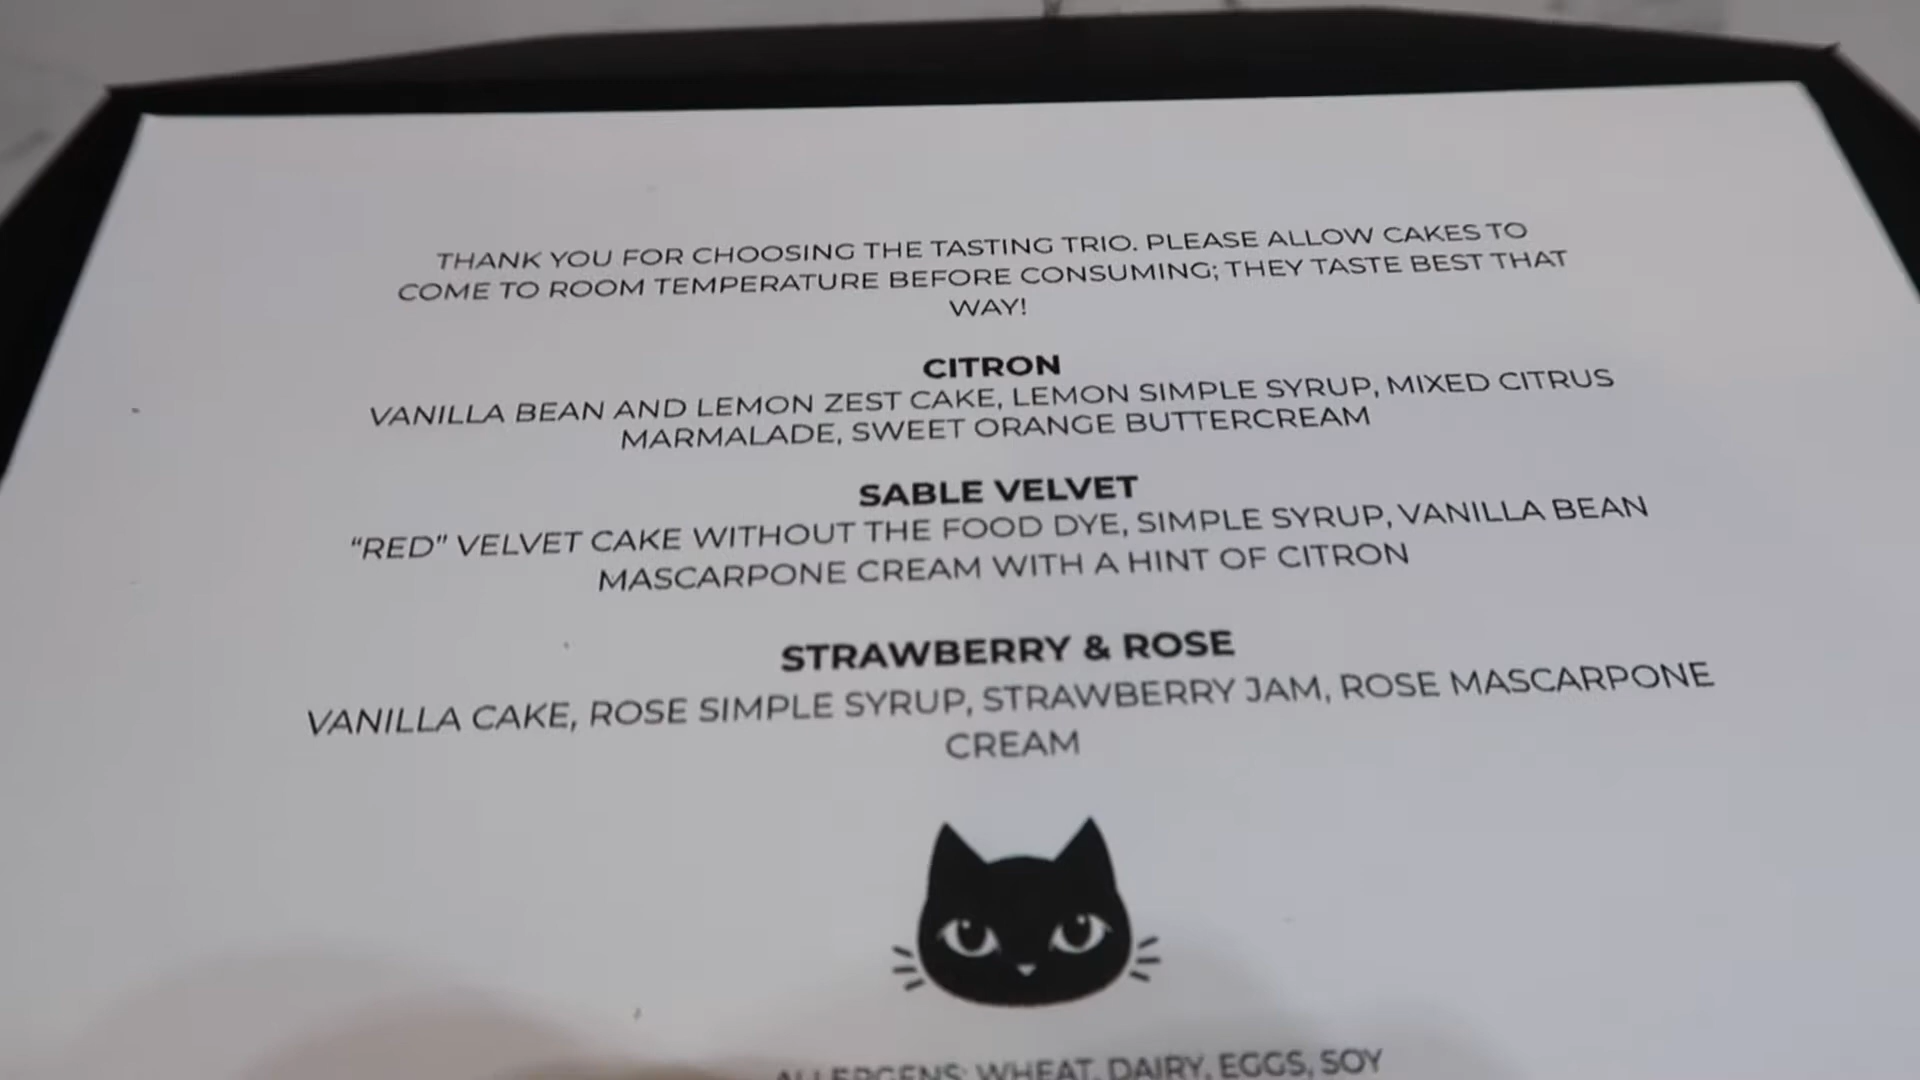 THANK YOU FOR CHOOSING THE TASTING TRIO. PLEASE ALLOW CAKES TO
COME TO ROOM TEMPERATURE BEFORE CONSUMING; THEY TASTE BEST THAT
WAY!
CITRON
VANILLA BEAN AND LEMON ZEST CAKE, LEMON SIMPLE SYRUP, MIXED CITRUS
MARMALADE, SWEET ORANGE BUTTERCREAM
SABLE VELVET
"RED" VELVET CAKE WITHOUT THE FOOD DYE, SIMPLE SYRUP, VANILLA BEAN
MASCARPONE CREAM WITH A HINT OF CITRON
STRAWBERRY & ROSE
VANILLA CAKE, ROSE SIMPLE SYRUP, STRAWBERRY JAM, ROSE MASCARPONE
CREAM
ALLERGENS: WHEAT, DAIRY, EGGS, SOY